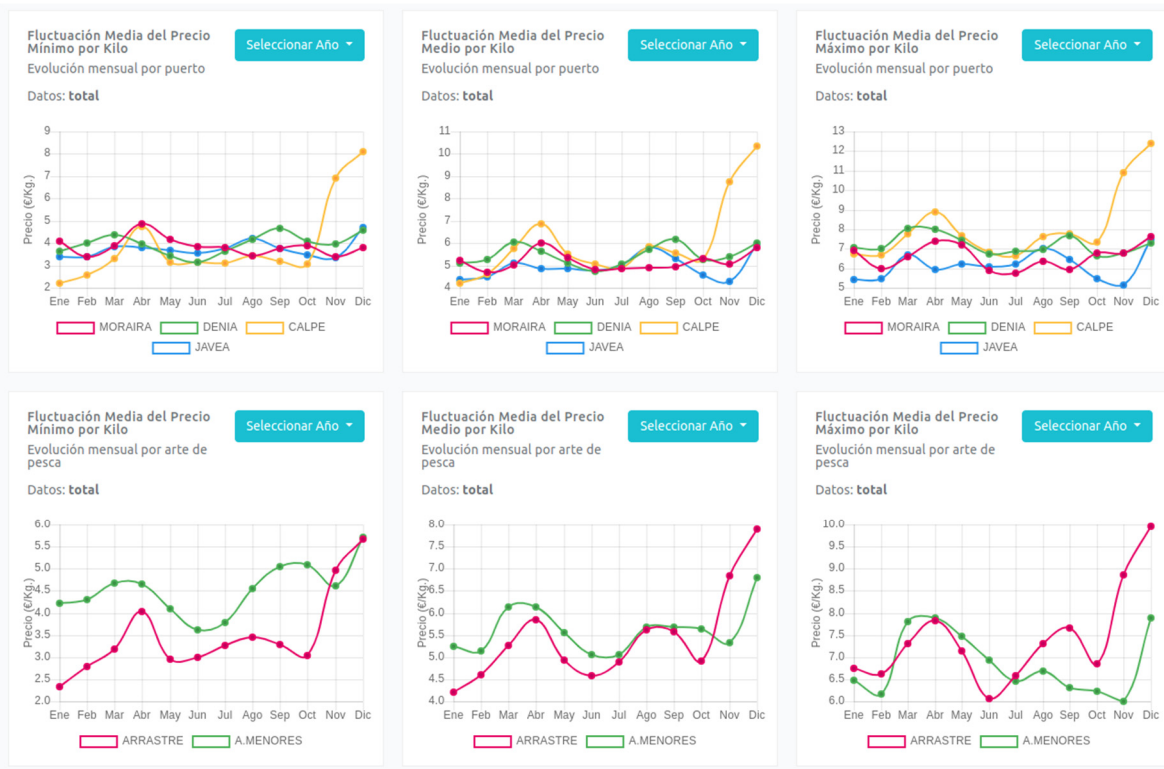 Fluctuación Media del Precio
Mínimo por Kilo
Seleccionar Año
Evolución mensual por puerto
Datos: total
Precio (€/Kg.)
9
8
7
6
5
4
3
2
Ene Feb Mar Abr May Jun Jul Ago Sep Oct Nov Dic
MORAIRA DENIA CALPE
JAVEA
Fluctuación Media del Precio
Medio por Kilo
Seleccionar Año
Evolución mensual por puerto
Datos: total
Precio (€/Kg.)
11
10
9
8
7
6
5
4
Ene Feb Mar Abr May Jun Jul Ago Sep Oct Nov Dic
MORAIRA DENIA CALPE
JAVEA
Fluctuación Media del Precio
Máximo por Kilo
Seleccionar Año
Evolución mensual por puerto
Datos: total
Precio (€/Kg.)
13
12
11
10
9
8
7
6
5
Ene Feb Mar Abr May Jun Jul Ago Sep Oct Nov Dic
MORAIRA DENIA CALPE
JAVEA
Fluctuación Media del Precio
Mínimo por Kilo
Seleccionar Año
Evolución mensual por arte de
pesca
Datos: total
Precio (€/Kg.)
6.0
5.5
5.0
4.5
4.0
3.5
3.0
2.5
2.0
Ene Feb Mar Abr May Jun Jul Ago Sep Oct Nov Dic
ARRASTRE A.MENORES
Fluctuación Media del Precio
Medio por Kilo
Seleccionar Año
Evolución mensual por arte de
pesca
Datos: total
Precio (€/Kg.)
8.0
7.5
7.0
6.5
6.0
5.5
5.0
4.5
4.0
Ene Feb Mar Abr May Jun Jul Ago Sep Oct Nov Dic
ARRASTRE A.MENORES
Fluctuación Media del Precio
Máximo por Kilo
Seleccionar Año
Evolución mensual por arte de
pesca
Datos: total
Precio (€/Kg.)
10.0
9.5
9.0
8.5
8.0
7.5
7.0
6.5
6.0
Ene Feb Mar Abr May Jun Jul Ago Sep Oct Nov Dic
ARRASTRE A.MENORES